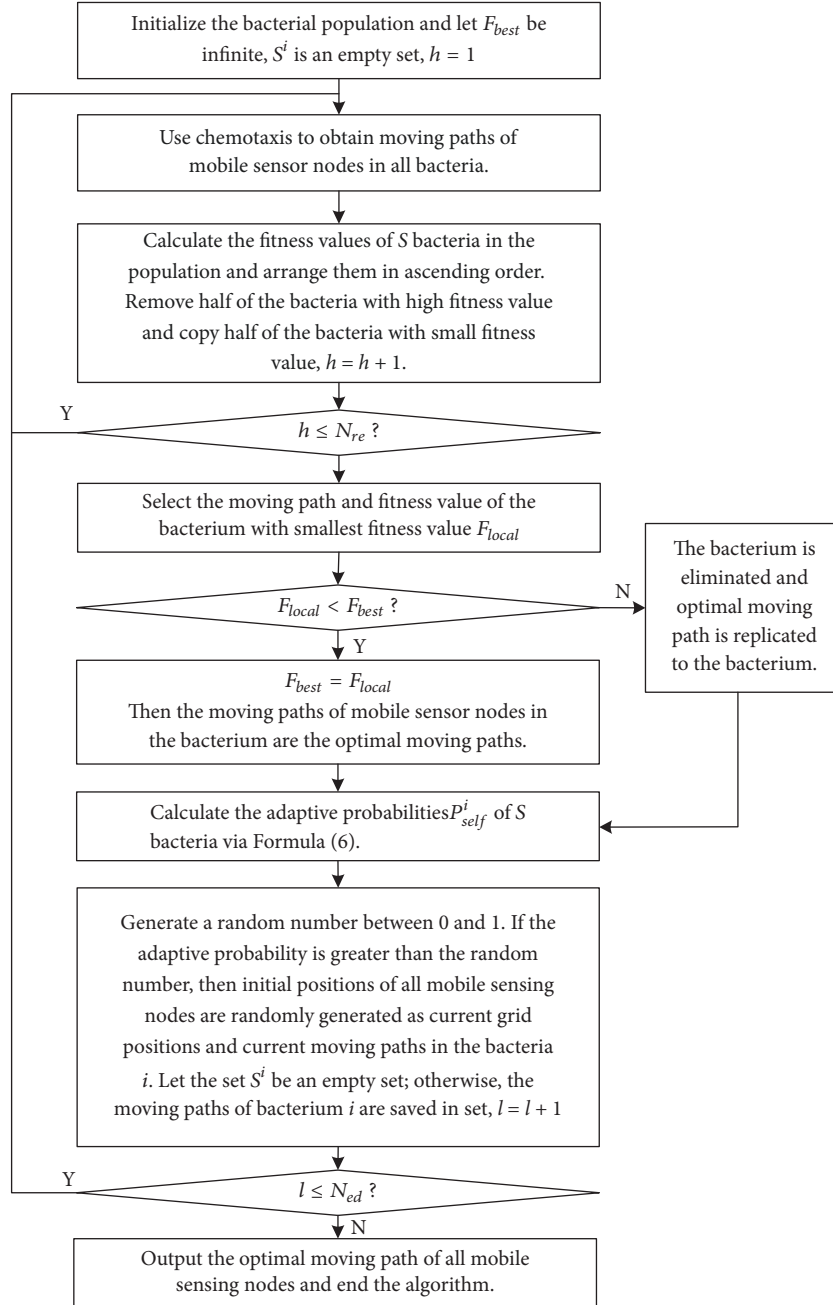 Initialize the bacterial population and let F_best be
infinite, S^i is an empty set, h = 1
Use chemotaxis to obtain moving paths of
mobile sensor nodes in all bacteria.
Calculate the fitness values of S bacteria in the
population and arrange them in ascending order.
Remove half of the bacteria with high fitness value
and copy half of the bacteria with small fitness
value, h = h + 1.
Y
h ≤ N_re ?
Select the moving path and fitness value of the
bacterium with smallest fitness value F_local
F_local < F_best ?
N
The bacterium is
eliminated and
optimal moving
path is replicated
to the bacterium.
Y
F_best = F_local
Then the moving paths of mobile sensor nodes in
the bacterium are the optimal moving paths.
Calculate the adaptive probabilities P^i_self of S
bacteria via Formula (6).
Generate a random number between 0 and 1. If the
adaptive probability is greater than the random
number, then initial positions of all mobile sensing
nodes are randomly generated as current grid
positions and current moving paths in the bacteria
i. Let the set S^i be an empty set; otherwise, the
moving paths of bacterium i are saved in set, l = l + 1
Y
l ≤ N_ed ?
N
Output the optimal moving path of all mobile
sensing nodes and end the algorithm.